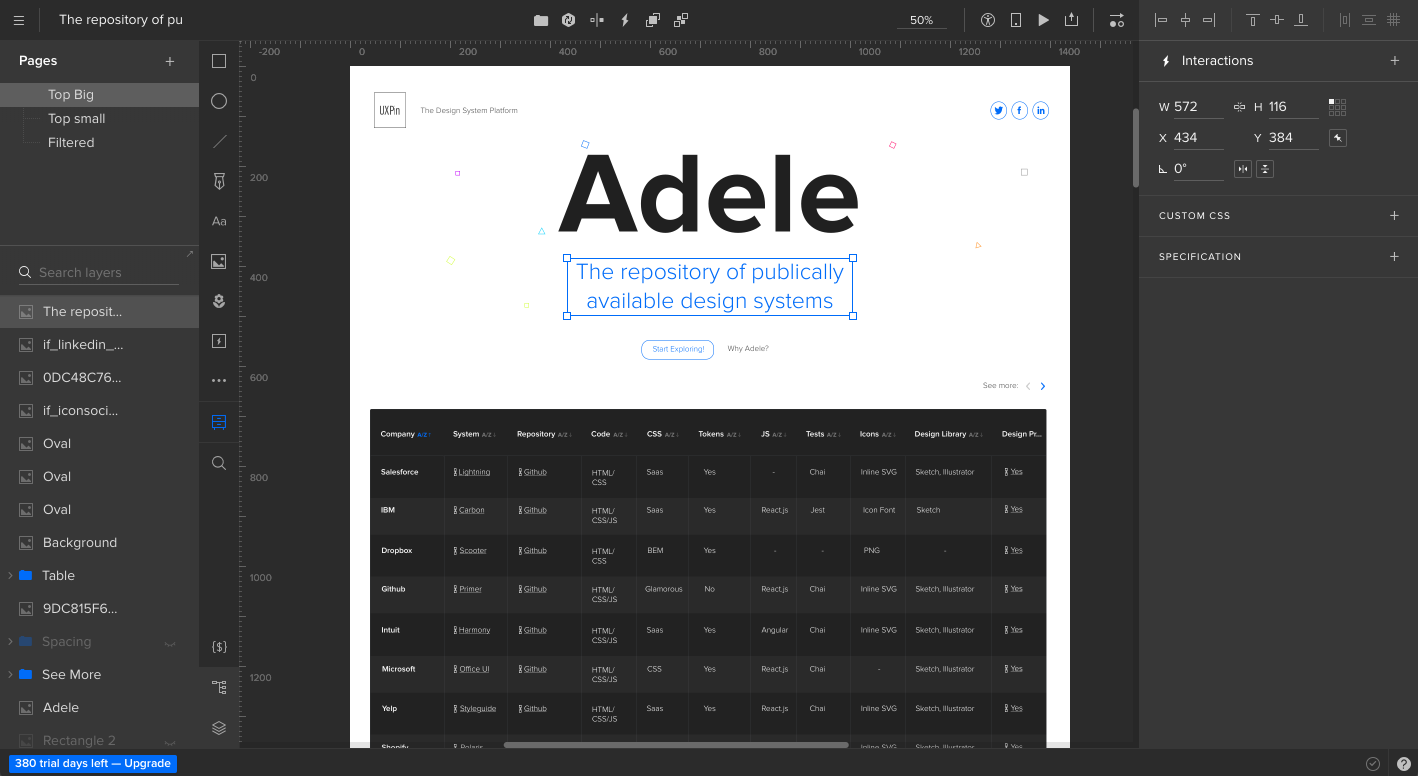 The repository of pu
50%
Pages
Top Big
Top small
Filtered
Search layers
The reposit...
if_linkedin_...
0DC48C76...
if_iconsoci...
Oval
Oval
Oval
Background
Table
9DC815F6...
Spacing
See More
Adele
Rectangle 2
Aa
{$}
-200 0 200 400 600 800 1000 1200 1400
0
200
400
600
800
1000
1200
UXPin
The Design System Platform
Adele
The repository of publically
available design systems
Start Exploring!
Why Adele?
See more:
Company A/Z↑ System A/Z↓ Repository A/Z↓ Code A/Z↓ CSS A/Z↓ Tokens A/Z↓ JS A/Z↓ Tests A/Z↓ Icons A/Z↓ Design Library A/Z↓ Design Pr...
Salesforce Lightning Github HTML/ CSS Saas Yes - Chai Inline SVG Sketch, Illustrator Yes
IBM Carbon Github HTML/ CSS/JS Saas Yes React.js Jest Icon Font Sketch Yes
Dropbox Scooter Github HTML/ CSS BEM Yes - - PNG - Yes
Github Primer Github HTML/ CSS/JS Glamorous No React.js Chai Inline SVG Sketch, Illustrator Yes
Intuit Harmony Github HTML/ CSS/JS Saas Yes Angular Chai Inline SVG Sketch, Illustrator Yes
Microsoft Office UI Github HTML/ CSS/JS CSS Yes React.js Chai - Sketch, Illustrator Yes
Yelp Styleguide Github HTML/ CSS/JS Saas Yes React.js Chai Inline SVG Sketch, Illustrator Yes
Shopify Polaris Github HTML/ Saas Yes React.js Chai Inline SVG Sketch, Illustrator Yes
Interactions
W 572 H 116
X 434 Y 384
0°
CUSTOM CSS
SPECIFICATION
380 trial days left — Upgrade
?